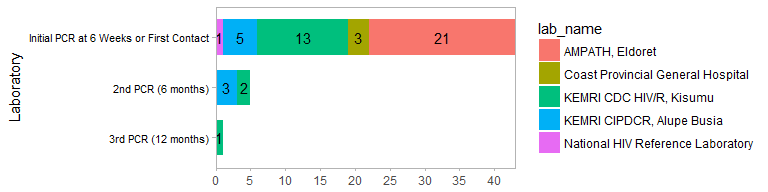 lab_name
Laboratory
Initial PCR at 6 Weeks or First Contact
1 5 13 3 21
2nd PCR (6 months)
3 2
3rd PCR (12 months)
1
0 5 10 15 20 25 30 35 40
AMPATH, Eldoret
Coast Provincial General Hospital
KEMRI CDC HIV/R, Kisumu
KEMRI CIPDCR, Alupe Busia
National HIV Reference Laboratory